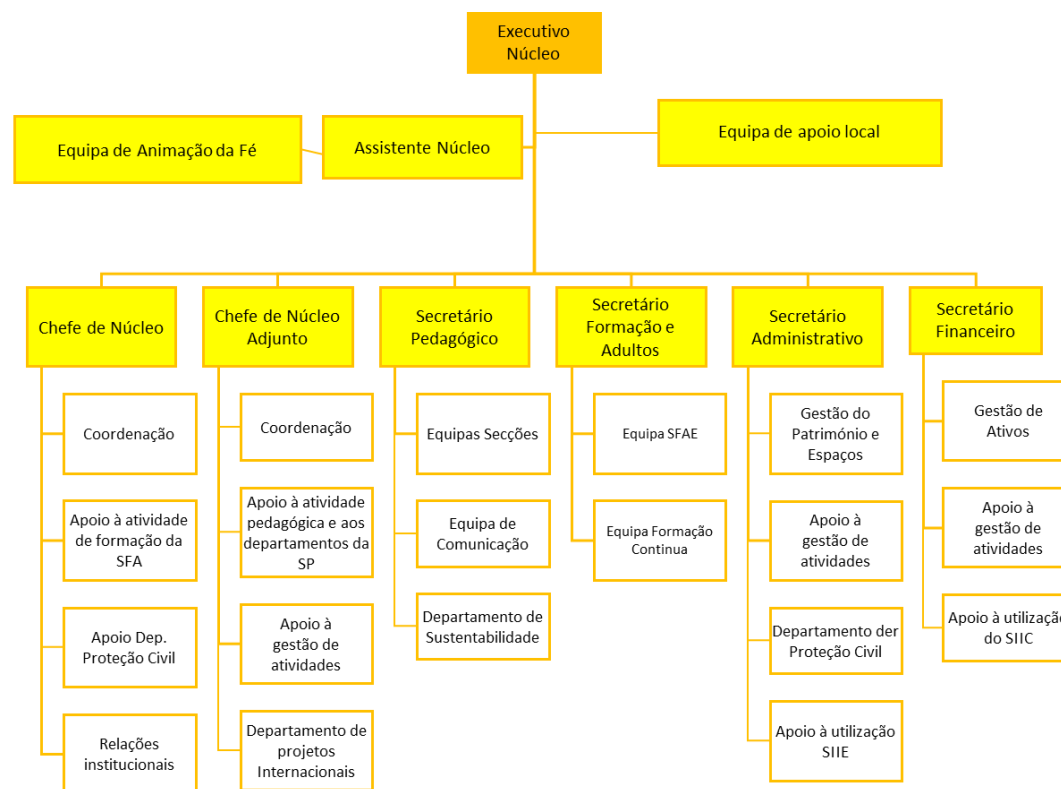 Executivo
Núcleo
Equipa de Animação da Fé
Assistente Núcleo
Equipa de apoio local
Chefe de Núcleo
Coordenação
Apoio à atividade
de formação da
SFA
Apoio Dep.
Proteção Civil
Relações
institucionais
Chefe de Núcleo
Adjunto
Coordenação
Apoio à atividade
pedagógica e aos
departamentos da
SP
Apoio à
gestão de
atividades
Departamento de
projetos
Internacionais
Secretário
Pedagógico
Equipas Secções
Equipa de
Comunicação
Departamento de
Sustentabilidade
Secretário
Formação e
Adultos
Equipa SFAE
Equipa Formação
Continua
Secretário
Administrativo
Gestão do
Património e
Espaços
Apoio à
gestão de
atividades
Departamento der
Proteção Civil
Apoio à utilização
SIIE
Secretário
Financeiro
Gestão de
Ativos
Apoio à
gestão de
atividades
Apoio à utilização
do SIIC